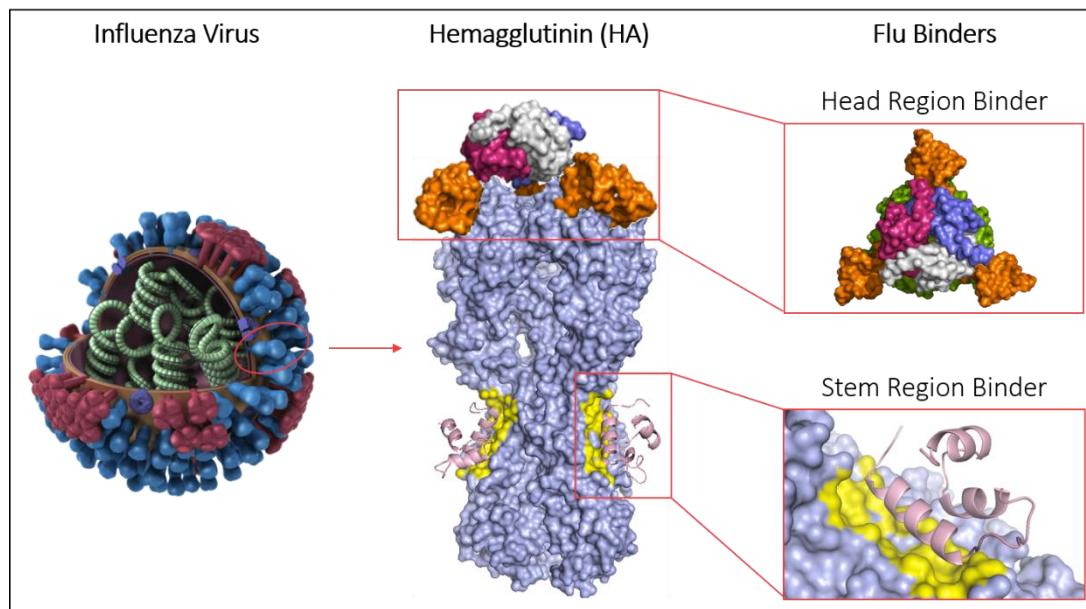 Influenza Virus
Hemagglutinin (HA)
Flu Binders
Head Region Binder
Stem Region Binder